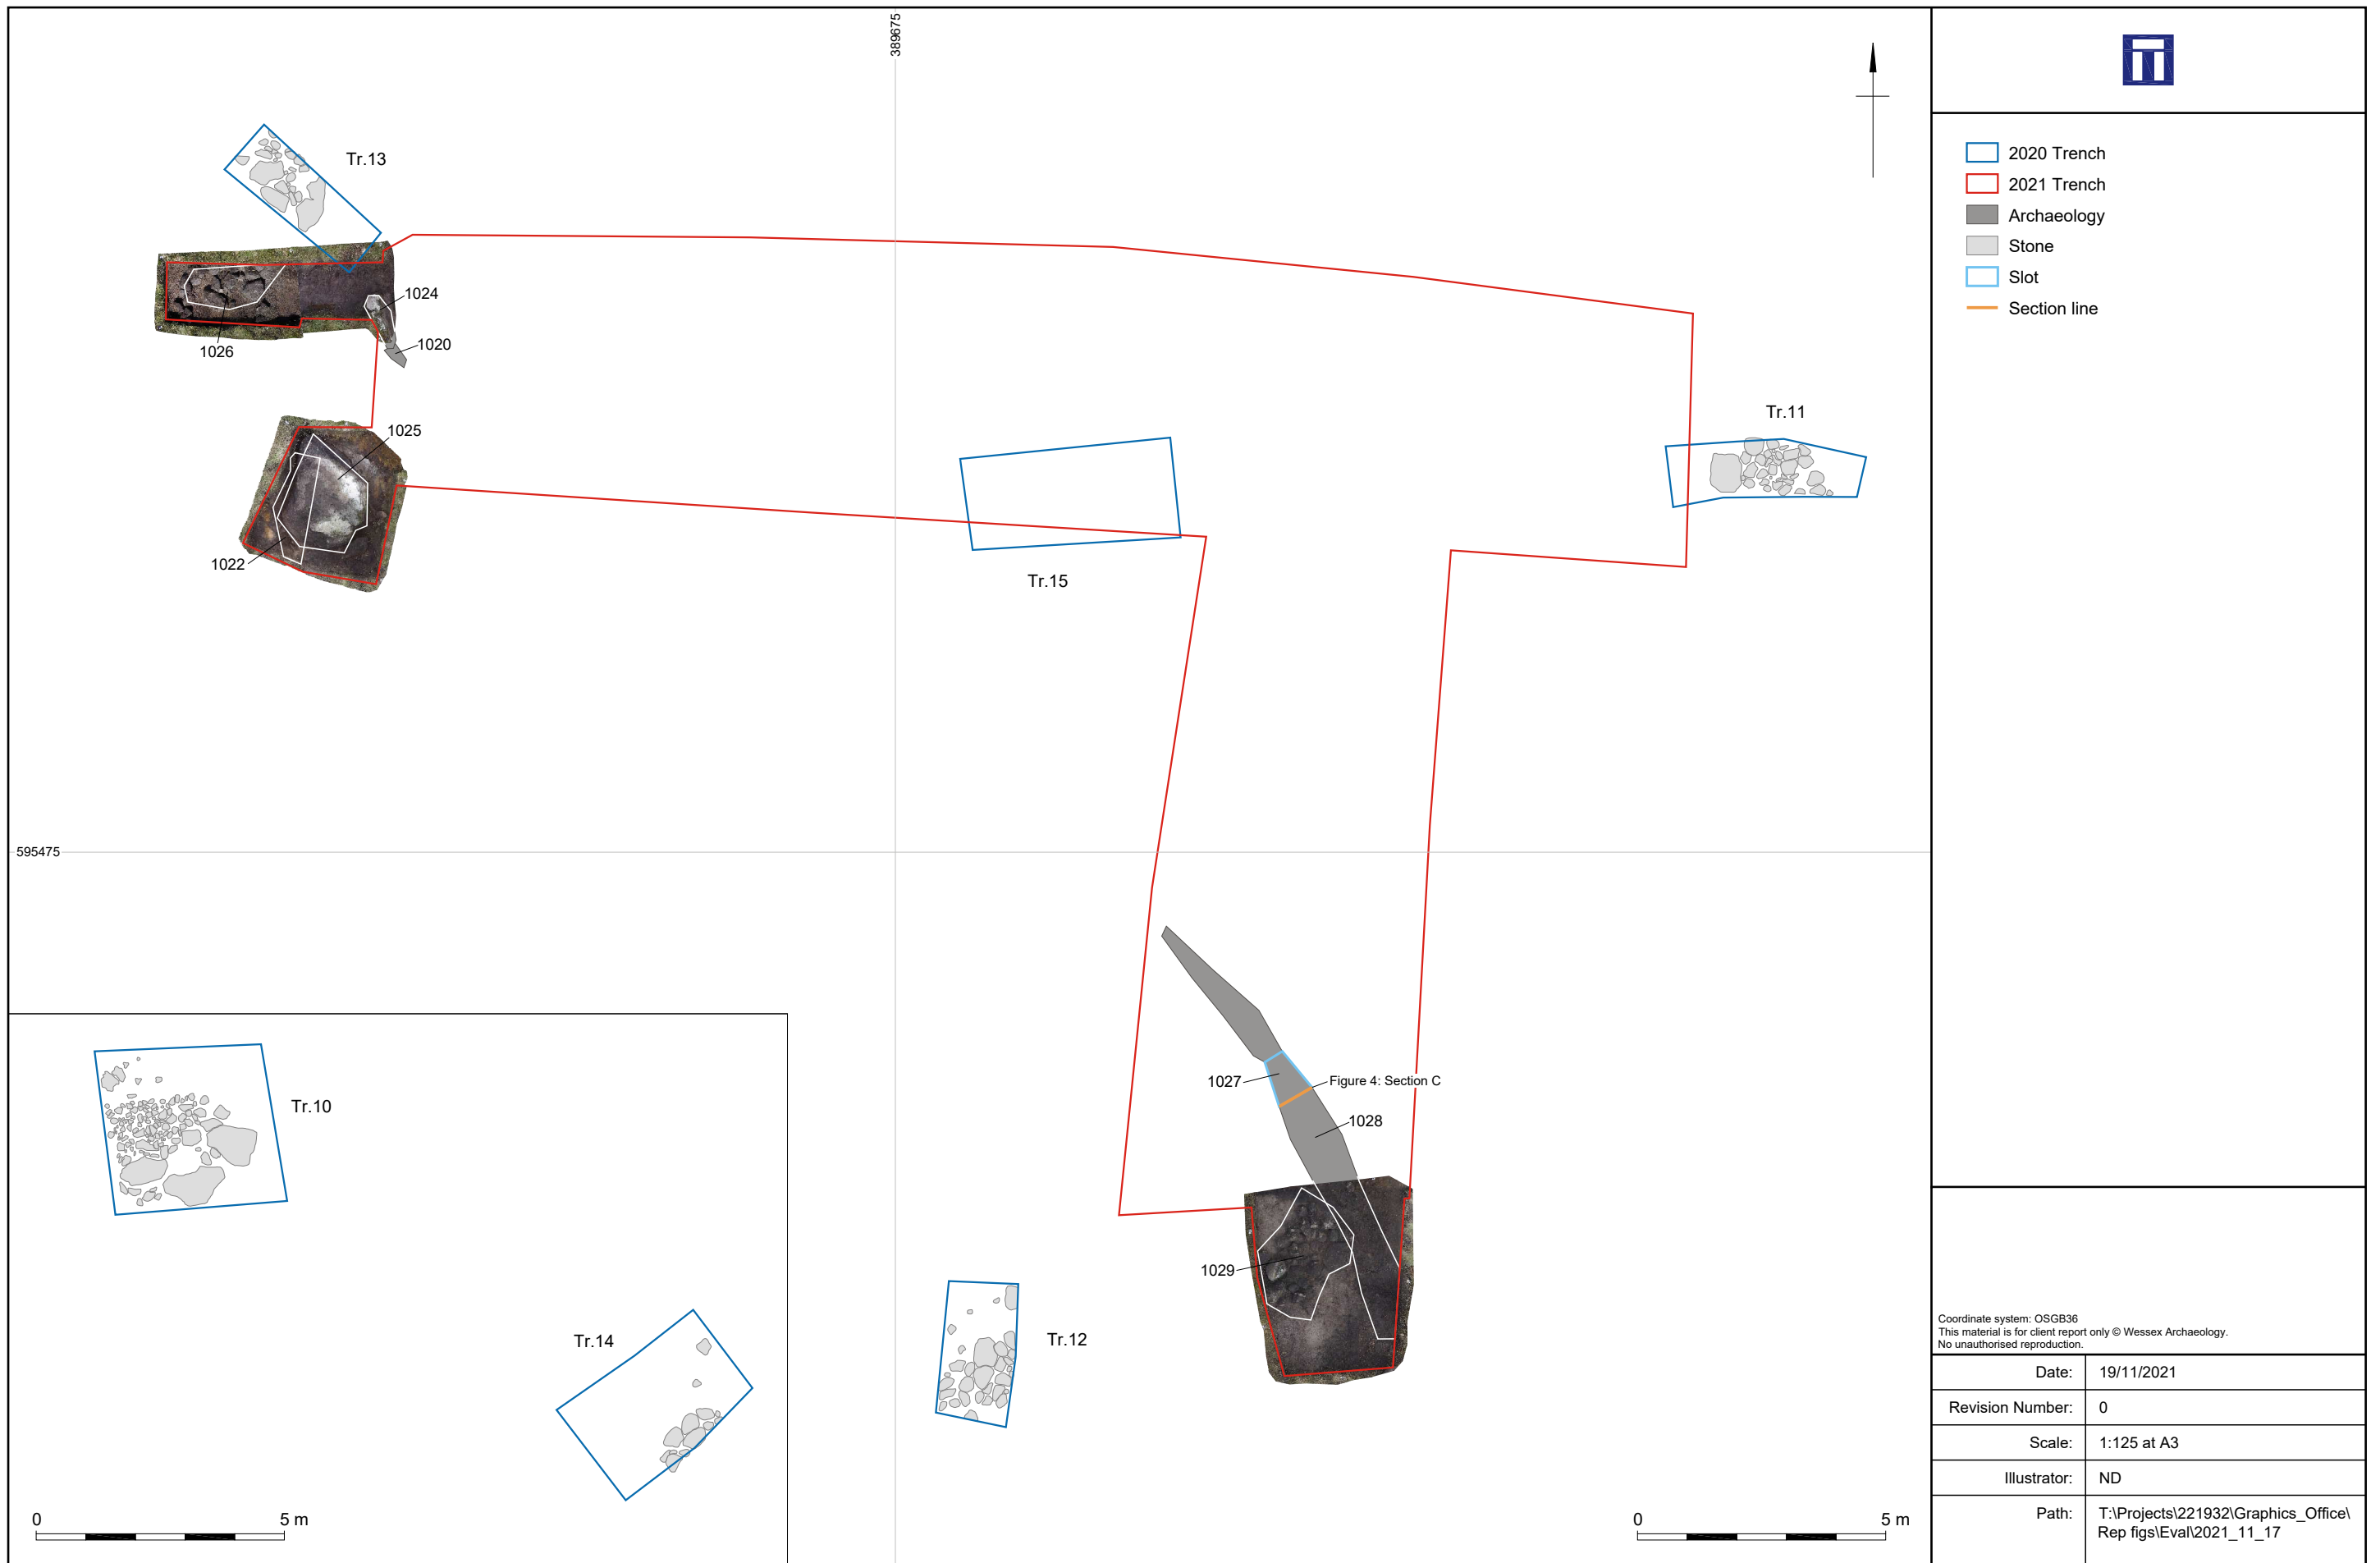 389675
Tr.13
1024
1020
1026
1025
1022
Tr.11
Tr.15
595475
1027
Figure 4: Section C
1028
1029
Tr.10
Tr.14
Tr.12
0 5 m
0 5 m
2020 Trench
2021 Trench
Archaeology
Stone
Slot
Section line
Coordinate system: OSGB36
This material is for client report only © Wessex Archaeology.
No unauthorised reproduction.
Date: 19/11/2021
Revision Number: 0
Scale: 1:125 at A3
Illustrator: ND
Path: T:\Projects\221932\Graphics_Office\
Rep figs\Eval\2021_11_17